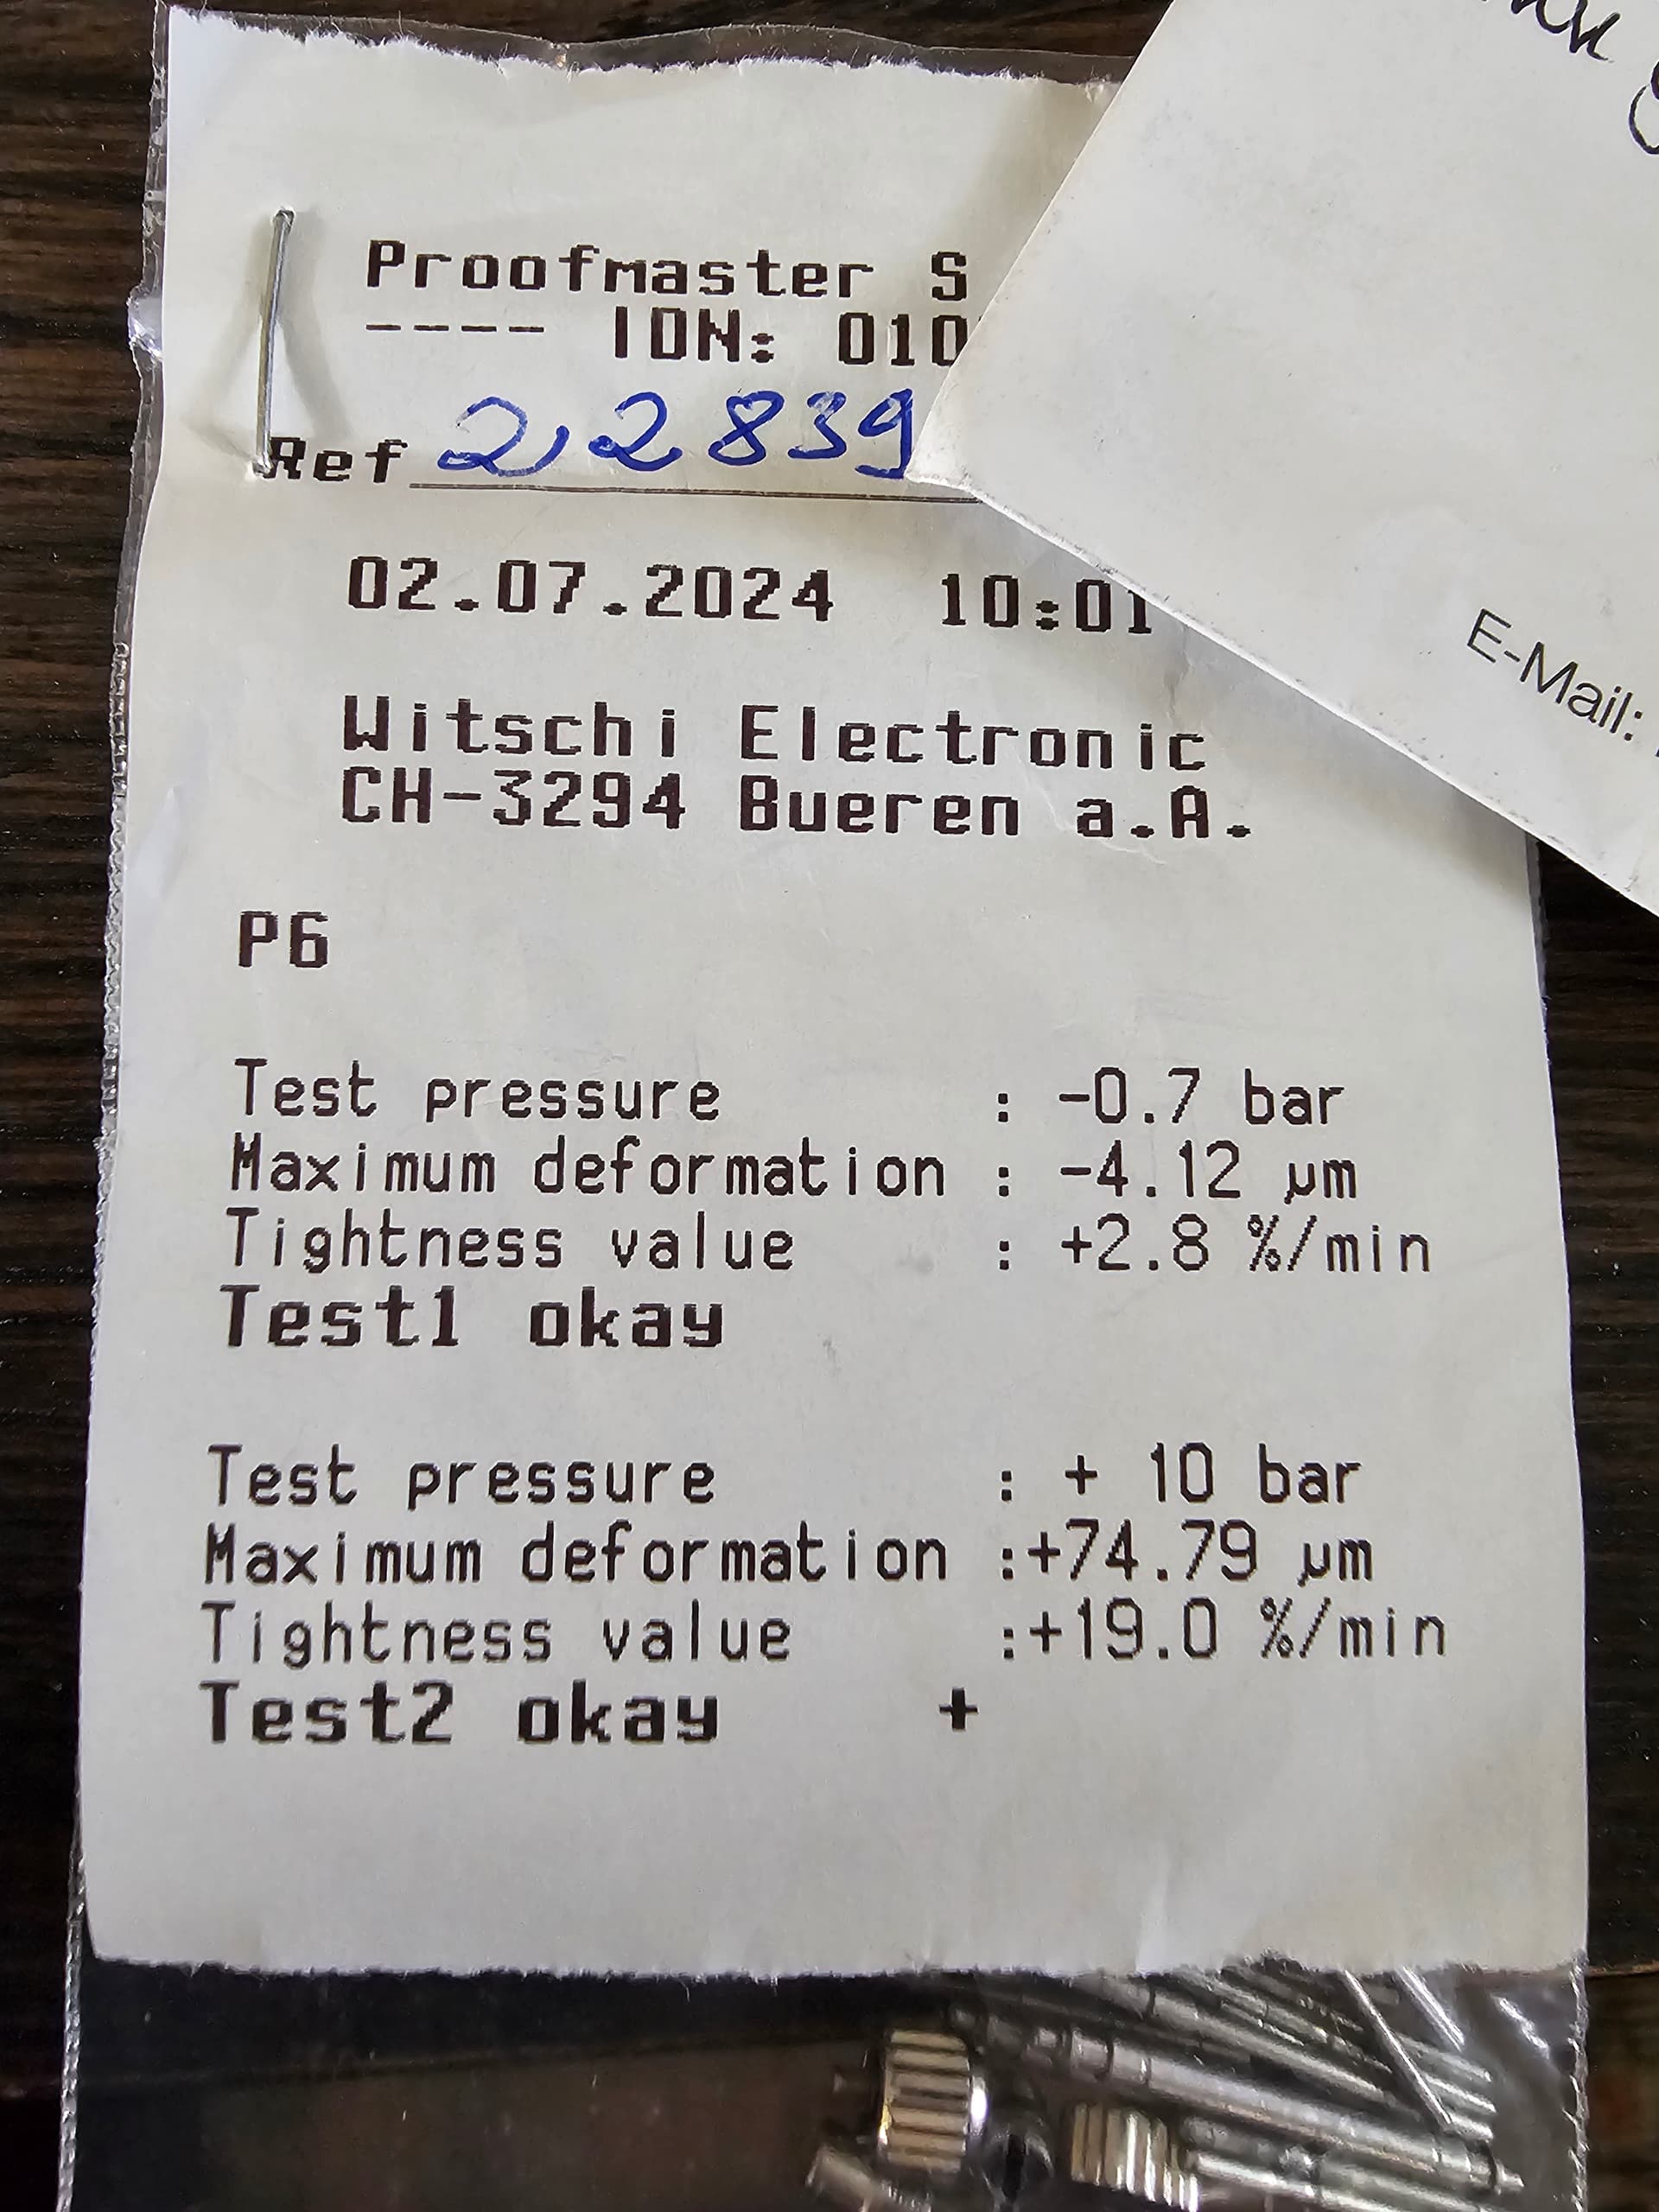 Proofmaster S
---- IDN: 010
Ref 2,2839
02.07.2024 10:01
Witschi Electronic
CH-3294 Bueren a.A.
P6
Test pressure : -0.7 bar
Maximum deformation : -4.12 µm
Tightness value : +2.8 %/min
Test1 okay
Test pressure : + 10 bar
Maximum deformation :+74.79 µm
Tightness value :+19.0 %/min
Test2 okay +
E-Mail: